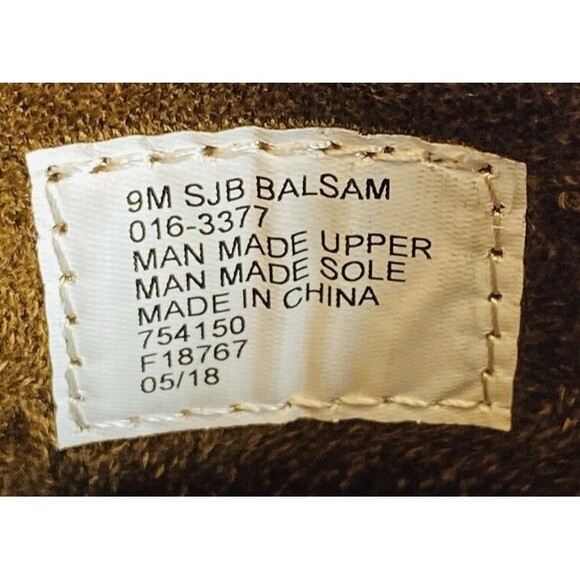 9M SJB BALSAM
016-3377
MAN MADE UPPER
MAN MADE SOLE
MADE IN CHINA
754150
F18767
05/18